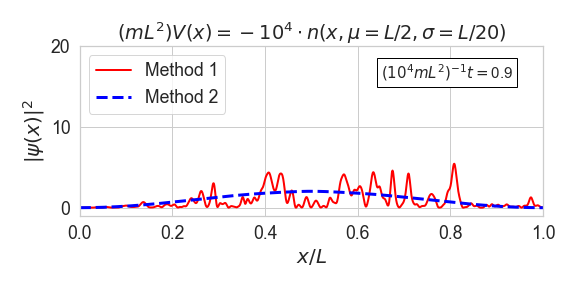 (mL²)V(x) = −10⁴ · n(x, μ = L/2, σ = L/20)
|ψ(x)|²
20
10
0
Method 1
Method 2
(10⁴mL²)⁻¹t = 0.9
0.0 0.2 0.4 0.6 0.8 1.0
x/L